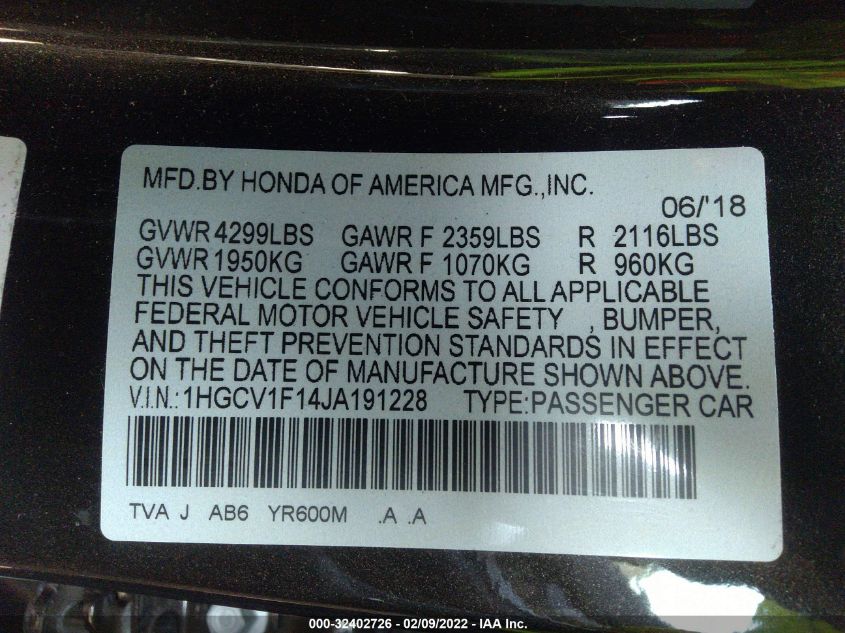 MFD.BY HONDA OF AMERICA MFG.,INC.
06/'18
GVWR 4299LBS GAWR F 2359LBS R 2116LBS
GVWR 1950KG GAWR F 1070KG R 960KG
THIS VEHICLE CONFORMS TO ALL APPLICABLE
FEDERAL MOTOR VEHICLE SAFETY , BUMPER,
AND THEFT PREVENTION STANDARDS IN EFFECT
ON THE DATE OF MANUFACTURE SHOWN ABOVE.
V.I.N.: 1HGCV1F14JA191228 TYPE:PASSENGER CAR
TVA J AB6 YR600M .A .A
000-32402726 - 02/09/2022 - IAA Inc.